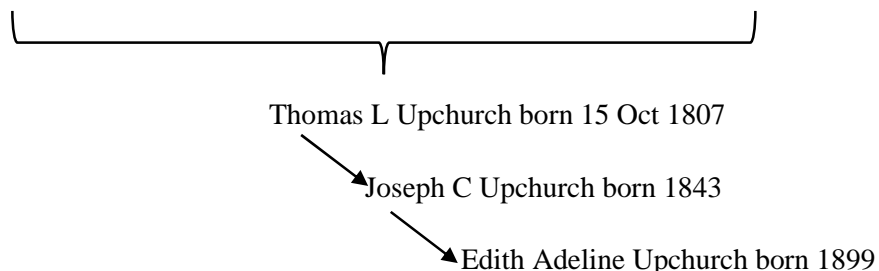 Thomas L Upchurch born 15 Oct 1807
Joseph C Upchurch born 1843
Edith Adeline Upchurch born 1899